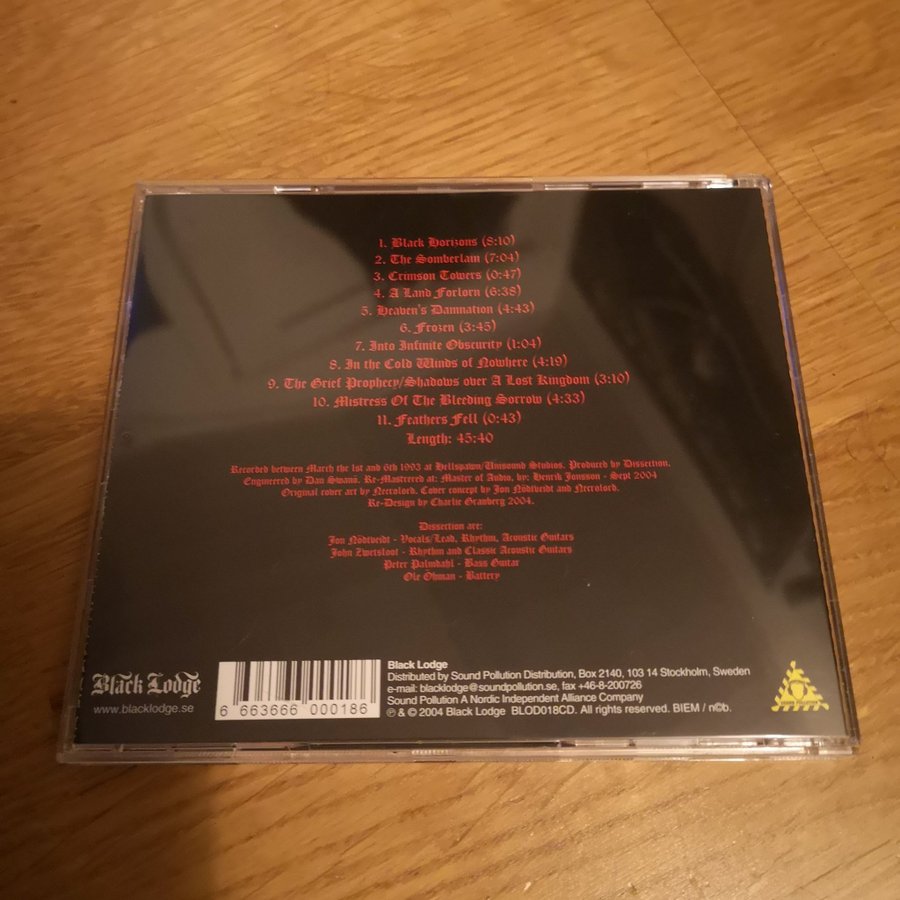 1. Black Horizons (8:10)
2. The Somberlain (7:04)
3. Crimson Towers (0:47)
4. A Land Forlorn (6:38)
5. Heaven's Damnation (4:43)
6. Frozen (3:45)
7. Into Infinite Obscurity (1:04)
8. In the Cold Winds of Nowhere (4:19)
9. The Grief Prophecy/Shadows over A Lost Kingdom (3:10)
10. Mistress Of The Bleeding Sorrow (4:33)
11. Feathers Fell (0:43)
Length: 45:40
Recorded between March the 1st and 6th 1993 at Hellspawn/Unisound Studios. Produced by Dissection.
Engineered by Dan Swanö. Re-Mastered at: Master of Audio, by: Henrik Jonsson - Sept 2004
Original cover art by Necrolord. Cover concept by Jon Nödtveidt and Necrolord.
Re-Design by Charlie Granberg 2004.
Dissection are:
Jon Nödtveidt - Vocals/Lead, Rhythm, Acoustic Guitars
John Zwetsloot - Rhythm and Classic Acoustic Guitars
Peter Palmdahl - Bass Guitar
Ole Öhman - Battery
Black Lodge
www.blacklodge.se
6 663666 000186
Black Lodge
Distributed by Sound Pollution Distribution, Box 2140, 103 14 Stockholm, Sweden
e-mail: blacklodge@soundpollution.se, fax +46-8-200726
Sound Pollution A Nordic Independent Alliance Company
℗ & © 2004 Black Lodge BLOD018CD. All rights reserved. BIEM / n©b.